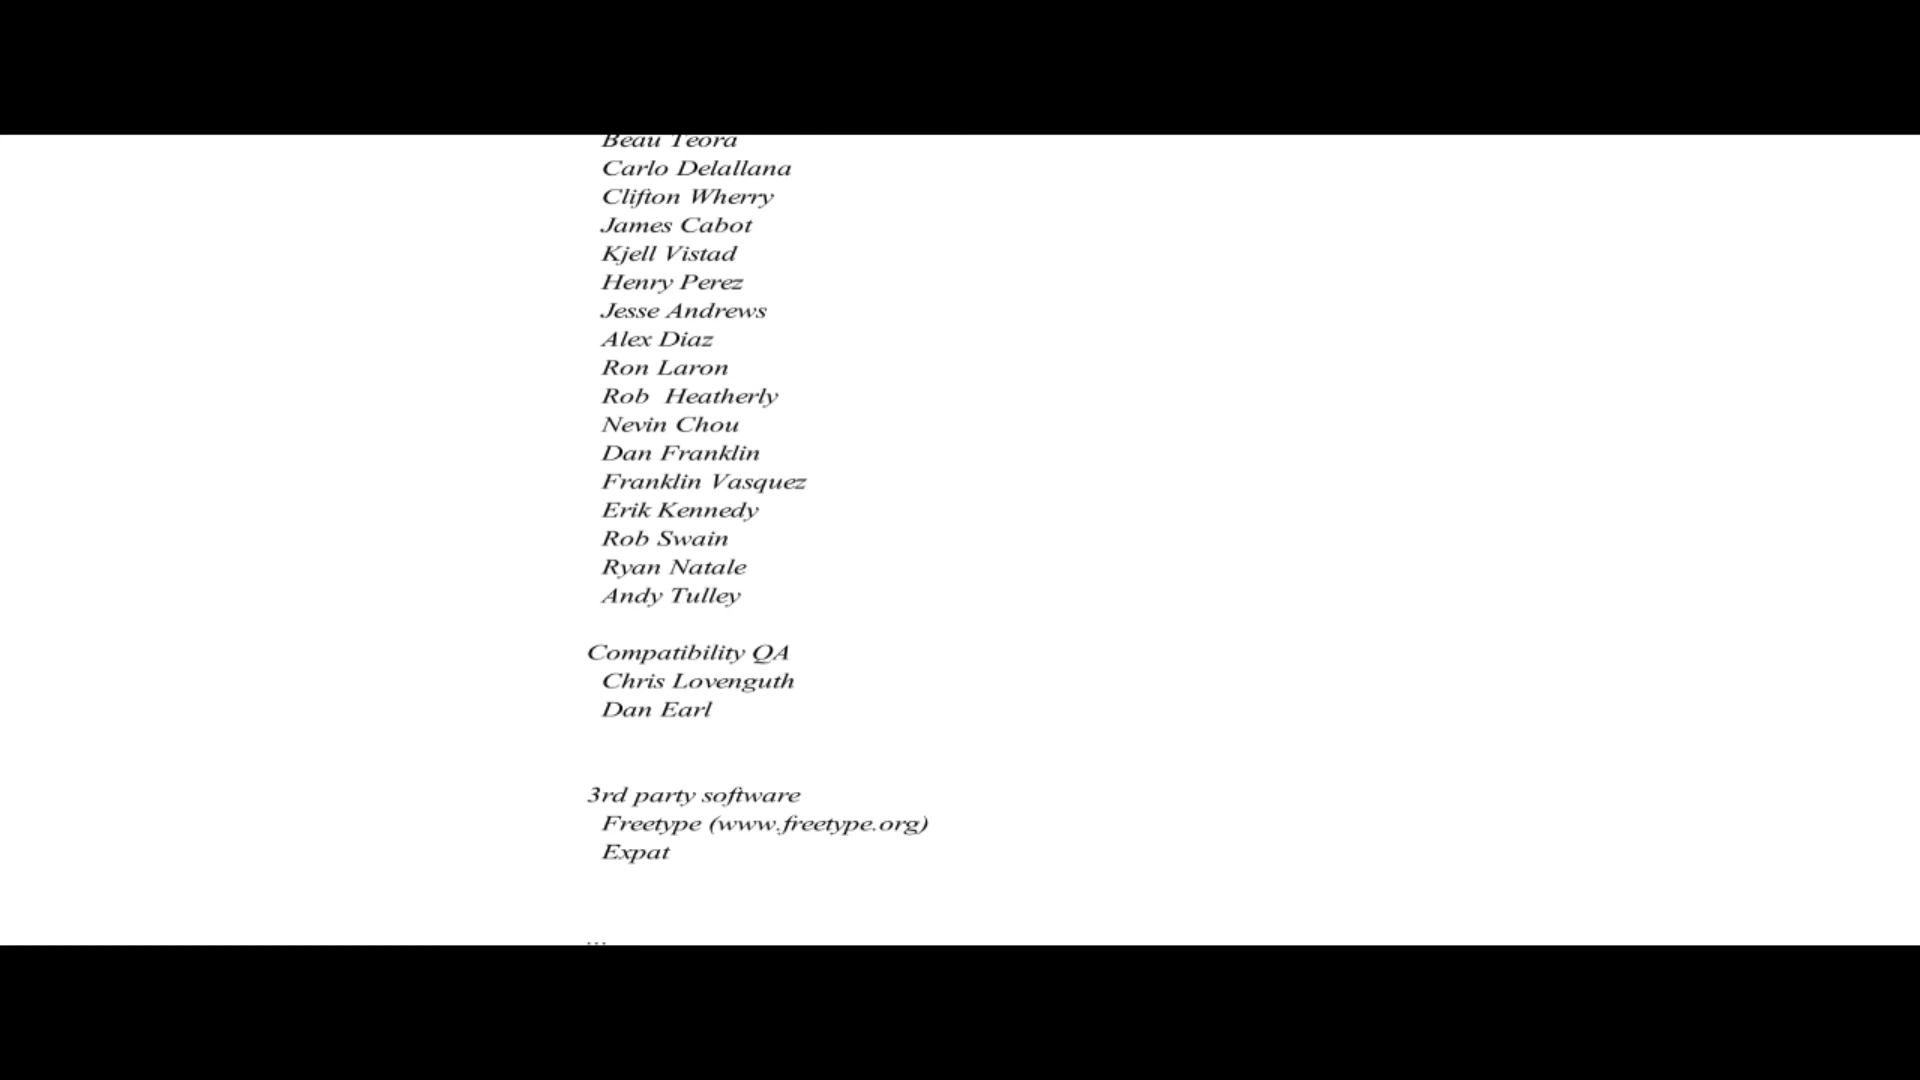 Beau Teora
Carlo Delallana
Clifton Wherry
James Cabot
Kjell Vistad
Henry Perez
Jesse Andrews
Alex Diaz
Ron Laron
Rob  Heatherly
Nevin Chou
Dan Franklin
Franklin Vasquez
Erik Kennedy
Rob Swain
Ryan Natale
Andy Tulley
Compatibility QA
Chris Lovenguth
Dan Earl
3rd party software
Freetype (www.freetype.org)
Expat
...